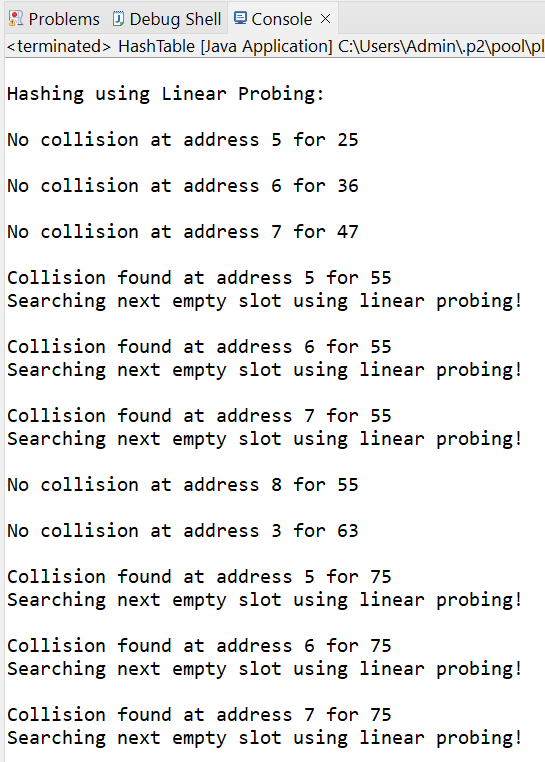 Problems Debug Shell Console
<terminated> HashTable [Java Application] C:\Users\Admin\.p2\pool\pl
Hashing using Linear Probing:
No collision at address 5 for 25
No collision at address 6 for 36
No collision at address 7 for 47
Collision found at address 5 for 55
Searching next empty slot using linear probing!
Collision found at address 6 for 55
Searching next empty slot using linear probing!
Collision found at address 7 for 55
Searching next empty slot using linear probing!
No collision at address 8 for 55
No collision at address 3 for 63
Collision found at address 5 for 75
Searching next empty slot using linear probing!
Collision found at address 6 for 75
Searching next empty slot using linear probing!
Collision found at address 7 for 75
Searching next empty slot using linear probing!